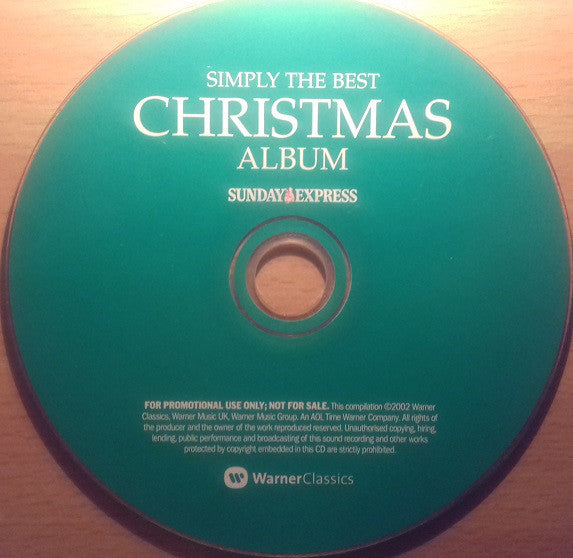 SIMPLY THE BEST
CHRISTMAS
ALBUM
SUNDAY EXPRESS
FOR PROMOTIONAL USE ONLY; NOT FOR SALE. This compilation ©2002 Warner
Classics, Warner Music UK, Warner Music Group. An AOL Time Warner Company. All rights of
the producer and the owner of the work reproduced reserved. Unauthorised copying, hiring,
lending, public performance and broadcasting of this sound recording and other works
protected by copyright embedded in this CD are strictly prohibited.
WarnerClassics